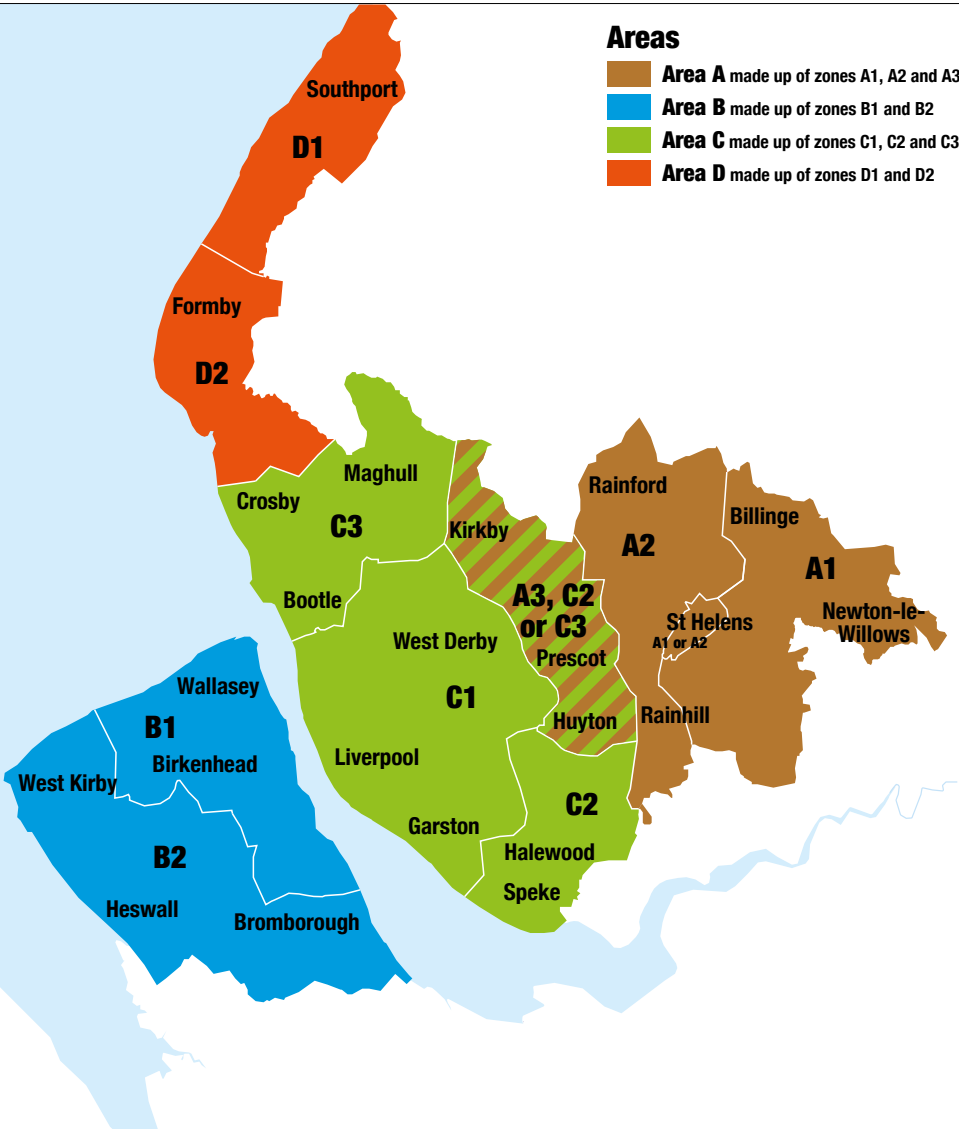 Areas
Area A made up of zones A1, A2 and A3
Area B made up of zones B1 and B2
Area C made up of zones C1, C2 and C3
Area D made up of zones D1 and D2
Southport
D1
Formby
D2
Maghull
Crosby
C3
Bootle
Kirkby
A3, C2
or C3
Prescot
Huyton
Rainford
A2
Billinge
A1
Newton-le-
Willows
St Helens
A1 or A2
Rainhill
West Derby
C1
Liverpool
Garston
C2
Halewood
Speke
Wallasey
B1
Birkenhead
West Kirby
B2
Heswall
Bromborough